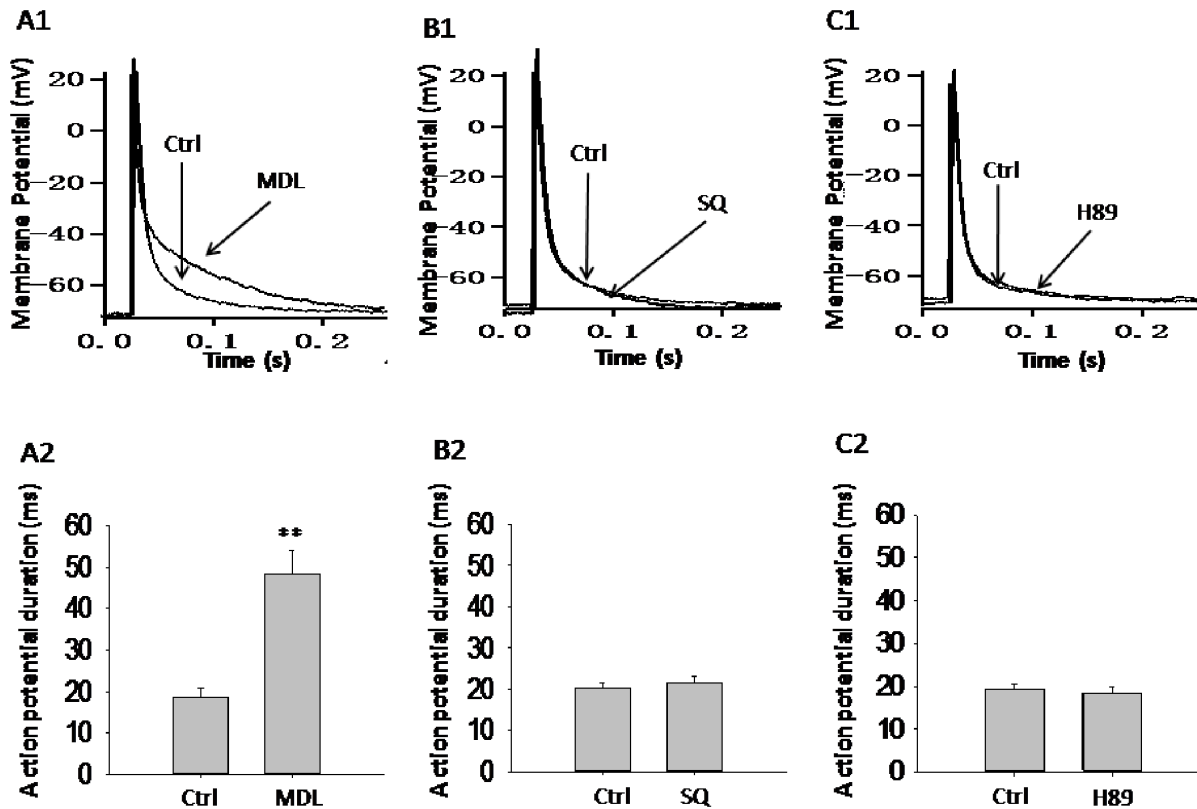 A1
Membrane Potential (mV)
20
0
−20
−40
−60
Ctrl
MDL
0.0 0.1 0.2
Time (s)
B1
Membrane Potential (mV)
20
0
−20
−40
−60
Ctrl
SQ
0.0 0.1 0.2
Time (s)
C1
Membrane Potential (mV)
20
0
−20
−40
−60
Ctrl
H89
0.0 0.1 0.2
Time (s)
A2
Action potential duration (ms)
60
50
40
30
20
10
0
**
Ctrl MDL
B2
Action potential duration (ms)
60
50
40
30
20
10
0
Ctrl SQ
C2
Action potential duration (ms)
60
50
40
30
20
10
0
Ctrl H89